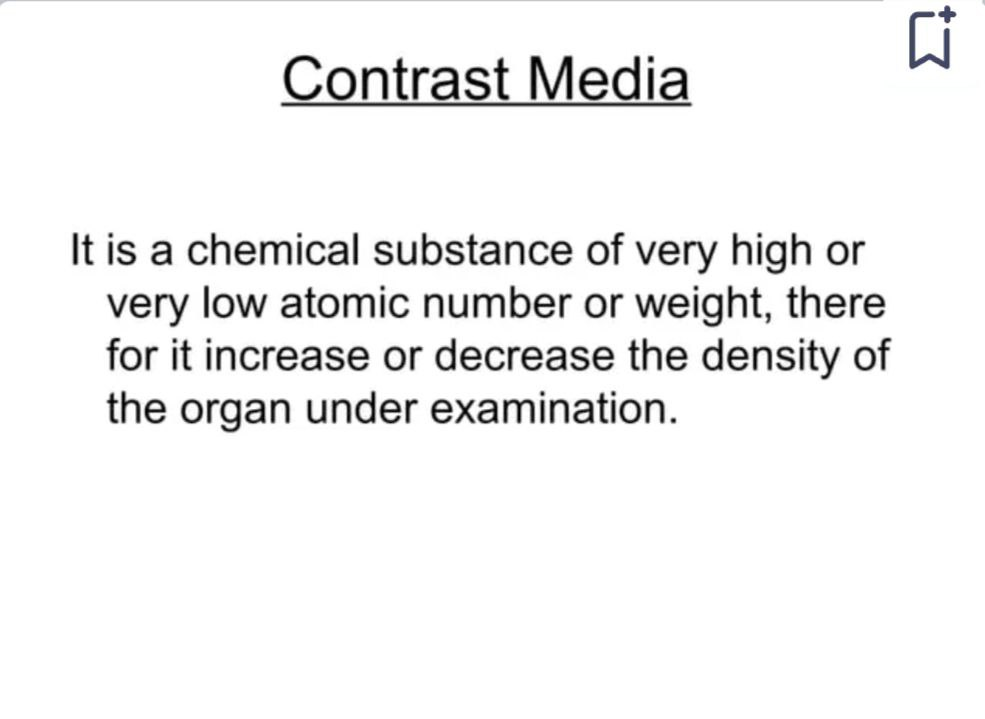 Contrast Media
It is a chemical substance of very high or
very low atomic number or weight, there
for it increase or decrease the density of
the organ under examination.